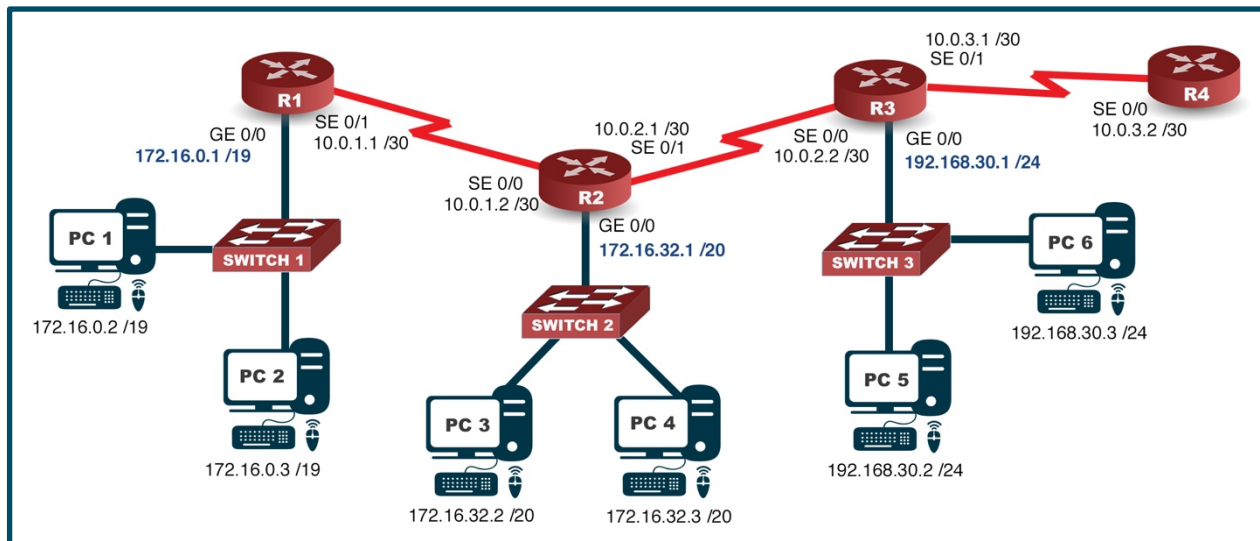 10.0.3.1 /30
SE 0/1
R1
R3
R4
GE 0/0
172.16.0.1 /19
SE 0/1
10.0.1.1 /30
10.0.2.1 /30
SE 0/1
SE 0/0
10.0.2.2 /30
GE 0/0
192.168.30.1 /24
SE 0/0
10.0.3.2 /30
SE 0/0
10.0.1.2 /30
R2
GE 0/0
172.16.32.1 /20
PC 1
SWITCH 1
172.16.0.2 /19
SWITCH 3
PC 6
192.168.30.3 /24
SWITCH 2
PC 2
172.16.0.3 /19
PC 3
172.16.32.2 /20
PC 4
172.16.32.3 /20
PC 5
192.168.30.2 /24